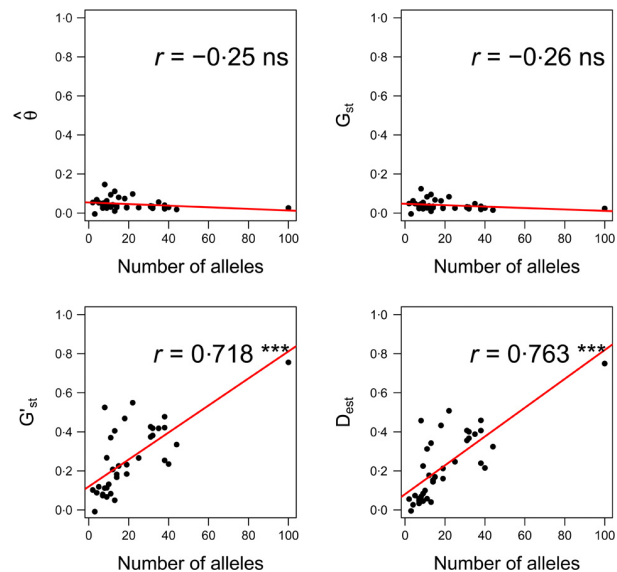 r = −0·25 ns
1·0
0·8
0·6
0·4
0·2
0·0
θ̂
0 20 40 60 80 100
Number of alleles
r = −0·26 ns
1·0
0·8
0·6
0·4
0·2
0·0
Gst
0 20 40 60 80 100
Number of alleles
r = 0·718 ***
1·0
0·8
0·6
0·4
0·2
0·0
G'st
0 20 40 60 80 100
Number of alleles
r = 0·763 ***
1·0
0·8
0·6
0·4
0·2
0·0
Dest
0 20 40 60 80 100
Number of alleles